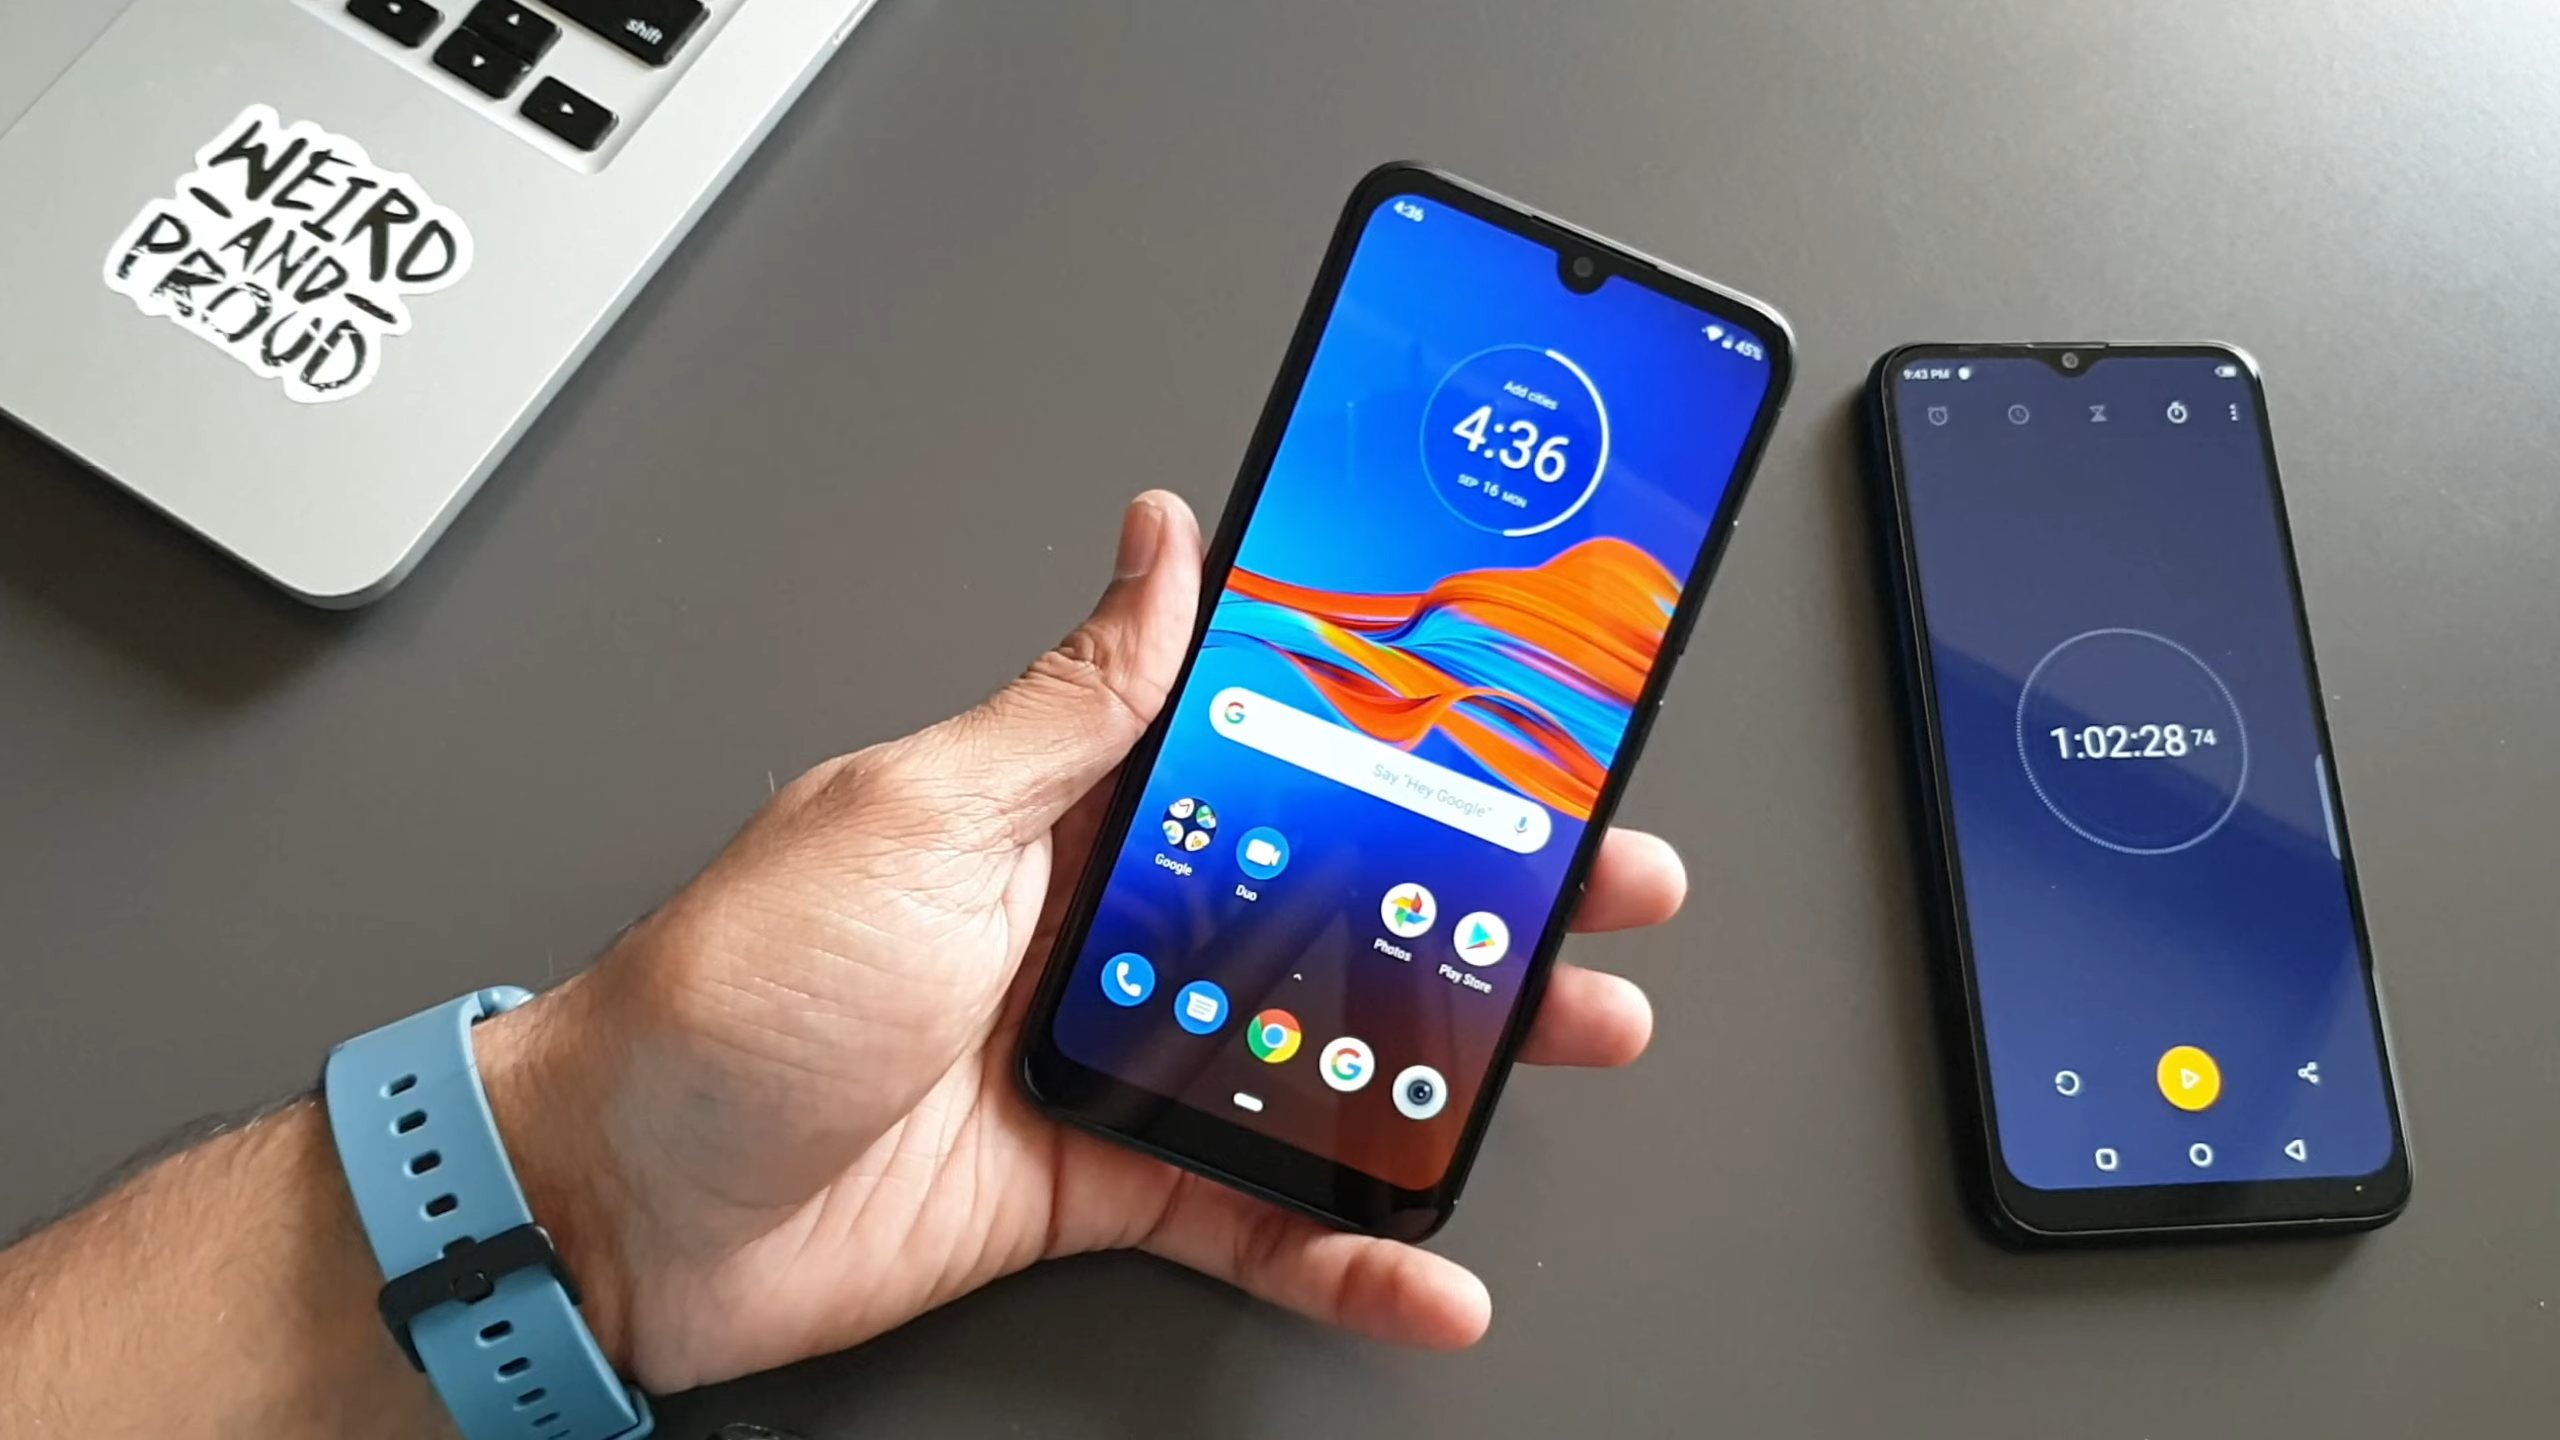 shift
WEIRD
-AND-
PROUD
4:36
45%
Add cities
4:36
SEP 16 MON
G
Say "Hey Google"
Google
Duo
Photos
Play Store
G
9:43 PM
1:02:28 74